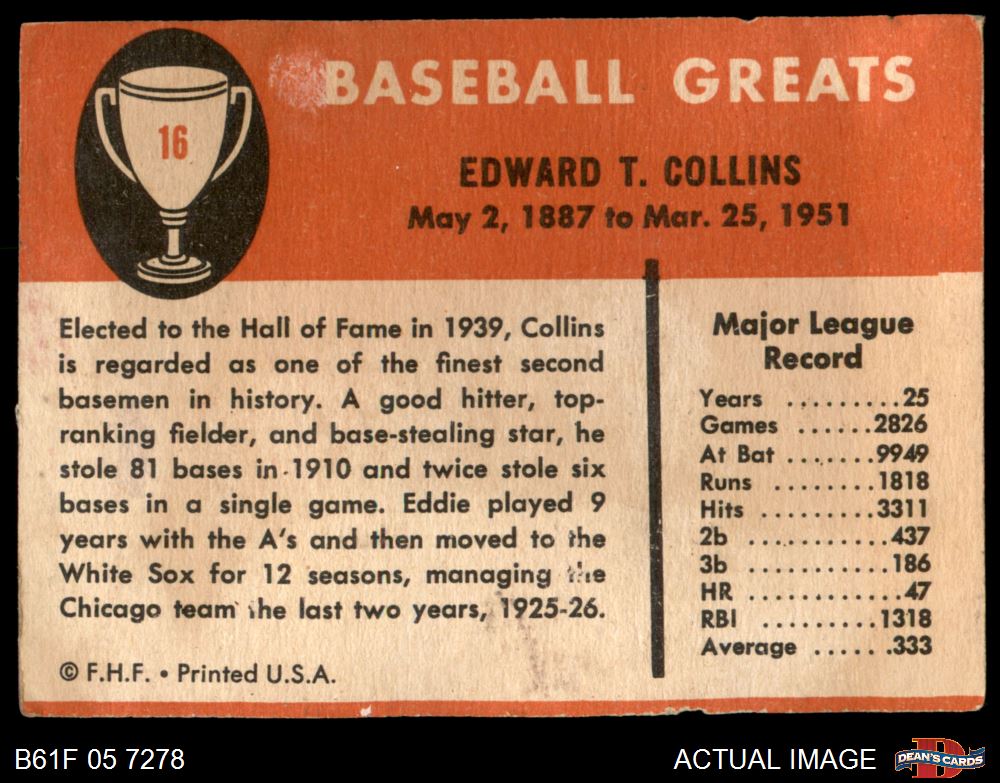 16
BASEBALL GREATS
EDWARD T. COLLINS
May 2, 1887 to Mar. 25, 1951
Elected to the Hall of Fame in 1939, Collins
is regarded as one of the finest second
basemen in history. A good hitter, top-
ranking fielder, and base-stealing star, he
stole 81 bases in 1910 and twice stole six
bases in a single game. Eddie played 9
years with the A's and then moved to the
White Sox for 12 seasons, managing the
Chicago team the last two years, 1925-26.
© F.H.F. • Printed U.S.A.
Major League
Record
Years .........25
Games ......2826
At Bat .......9949
Runs ........1818
Hits .........3311
2b ..........437
3b ..........186
HR ............47
RBI .........1318
Average ......333
B61F 05 7278
ACTUAL IMAGE
D
DEAN'S CARDS